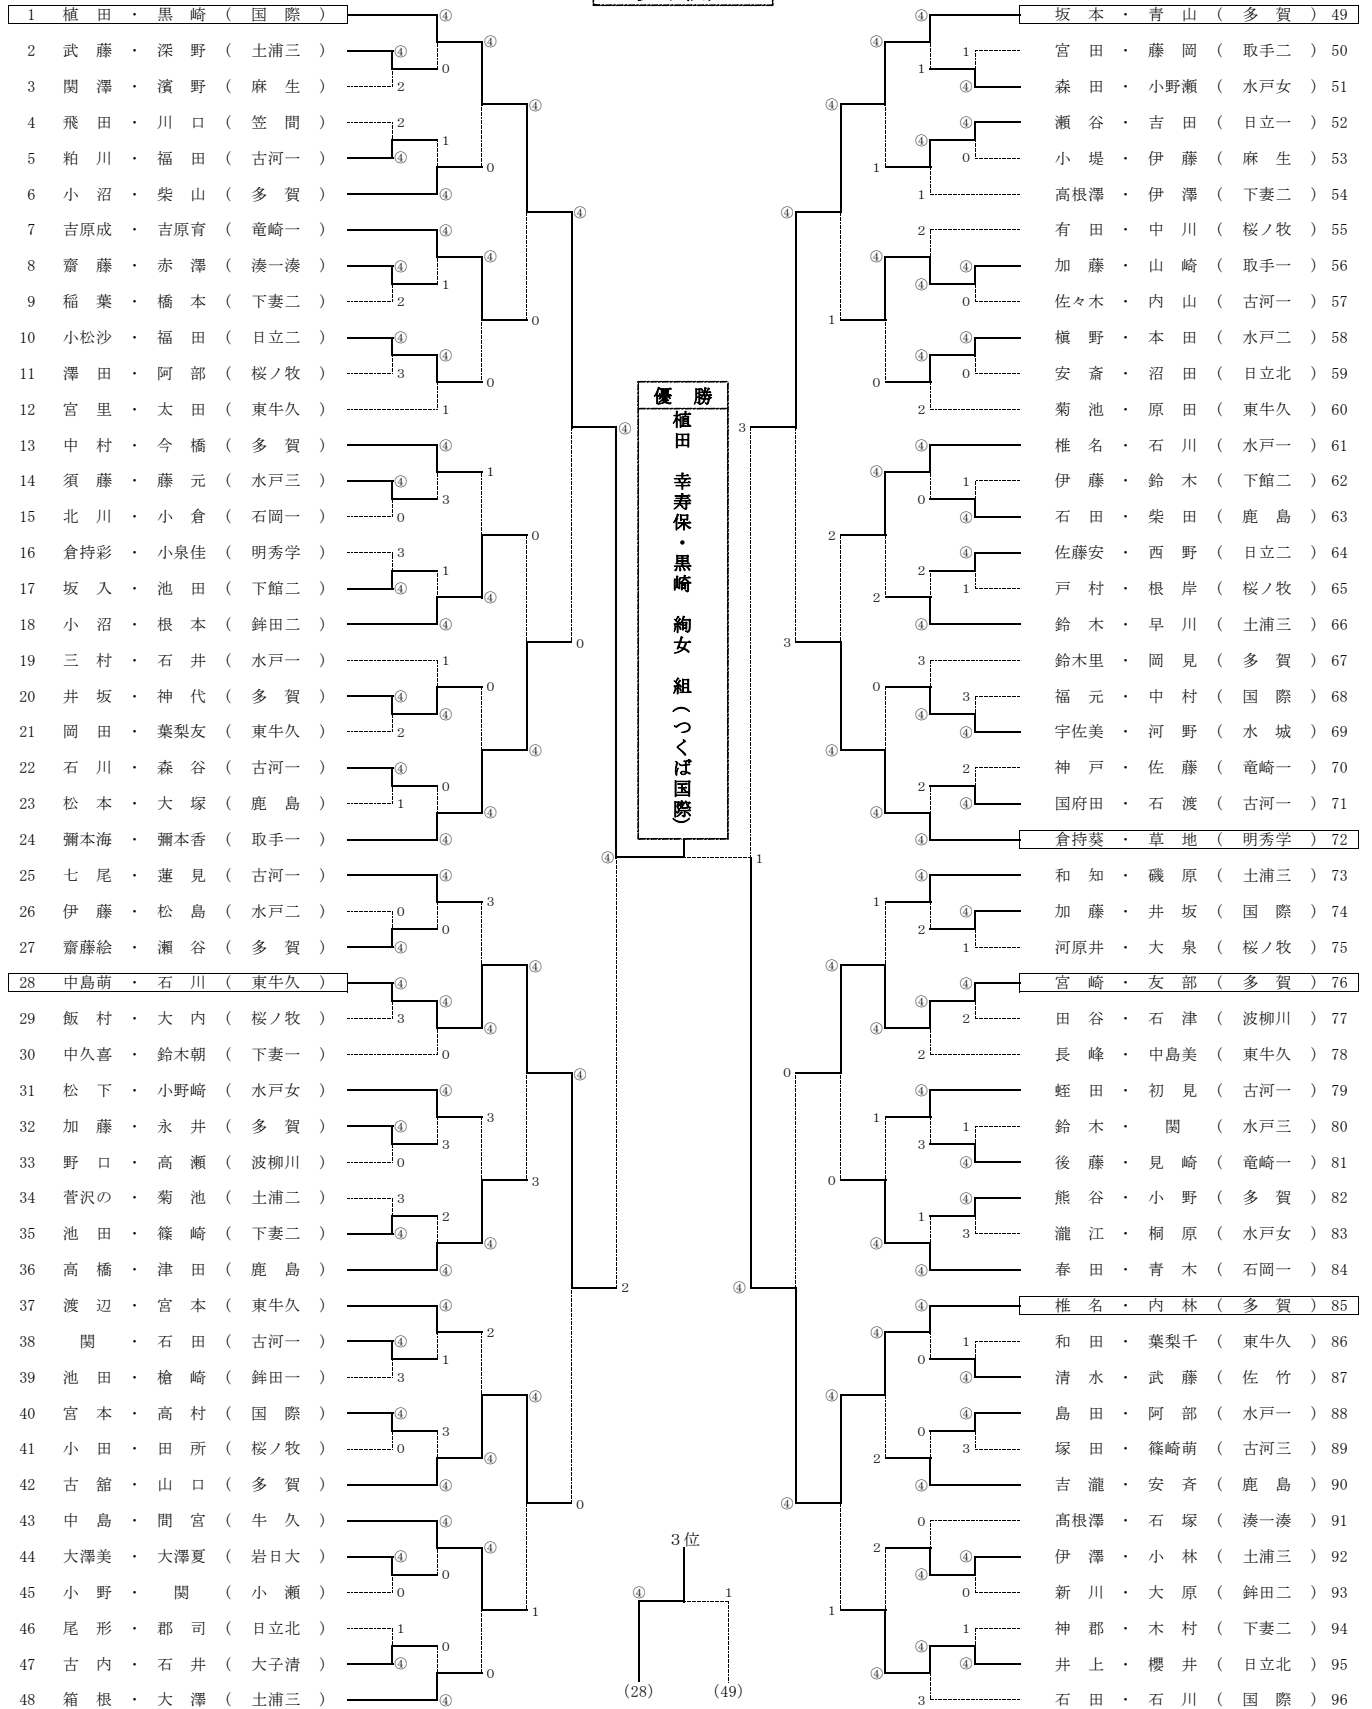 1 植田・黒崎(国際)
2 武藤・深野(土浦三)
3 関澤・濱野(麻生)
4 飛田・川口(笠間)
5 粕川・福田(古河一)
6 小沼・柴山(多賀)
7 吉原成・吉原育(竜崎一)
8 齋藤・赤澤(湊一湊)
9 稲葉・橋本(下妻二)
10 小松沙・福田(日立二)
11 澤田・阿部(桜ノ牧)
12 宮里・太田(東牛久)
13 中村・今橋(多賀)
14 須藤・藤元(水戸三)
15 北川・小倉(石岡一)
16 倉持彩・小泉佳(明秀学)
17 坂入・池田(下館二)
18 小沼・根本(鉾田二)
19 三村・石井(水戸一)
20 井坂・神代(多賀)
21 岡田・葉梨友(東牛久)
22 石川・森谷(古河一)
23 松本・大塚(鹿島)
24 彌本海・彌本香(取手一)
25 七尾・蓮見(古河一)
26 伊藤・松島(水戸二)
27 齋藤絵・瀬谷(多賀)
28 中島萌・石川(東牛久)
29 飯村・大内(桜ノ牧)
30 中久喜・鈴木朝(下妻一)
31 松下・小野﨑(水戸女)
32 加藤・永井(多賀)
33 野口・高瀬(波柳川)
34 菅沢の・菊池(土浦二)
35 池田・篠崎(下妻二)
36 高橋・津田(鹿島)
37 渡辺・宮本(東牛久)
38 関・石田(古河一)
39 池田・槍崎(鉾田一)
40 宮本・高村(国際)
41 小田・田所(桜ノ牧)
42 古舘・山口(多賀)
43 中島・間宮(牛久)
44 大澤美・大澤夏(岩日大)
45 小野・関(小瀬)
46 尾形・郡司(日立北)
47 古内・石井(大子清)
48 箱根・大澤(土浦三)
優勝
植田 幸寿保・黒崎 絢女 組(つくば国際)
3位
④ 1
(28) (49)
坂本・青山(多賀)49
宮田・藤岡(取手二)50
森田・小野瀬(水戸女)51
瀬谷・吉田(日立一)52
小堤・伊藤(麻生)53
高根澤・伊澤(下妻二)54
有田・中川(桜ノ牧)55
加藤・山崎(取手一)56
佐々木・内山(古河一)57
槇野・本田(水戸二)58
安斎・沼田(日立北)59
菊池・原田(東牛久)60
椎名・石川(水戸一)61
伊藤・鈴木(下館二)62
石田・柴田(鹿島)63
佐藤安・西野(日立二)64
戸村・根岸(桜ノ牧)65
鈴木・早川(土浦三)66
鈴木里・岡見(多賀)67
福元・中村(国際)68
宇佐美・河野(水城)69
神戸・佐藤(竜崎一)70
国府田・石渡(古河一)71
倉持葵・草地(明秀学)72
和知・磯原(土浦三)73
加藤・井坂(国際)74
河原井・大泉(桜ノ牧)75
宮崎・友部(多賀)76
田谷・石津(波柳川)77
長峰・中島美(東牛久)78
蛭田・初見(古河一)79
鈴木・関(水戸三)80
後藤・見崎(竜崎一)81
熊谷・小野(多賀)82
瀧江・桐原(水戸女)83
春田・青木(石岡一)84
椎名・内林(多賀)85
和田・葉梨千(東牛久)86
清水・武藤(佐竹)87
島田・阿部(水戸一)88
塚田・篠崎萌(古河三)89
吉瀧・安斉(鹿島)90
髙根澤・石塚(湊一湊)91
伊澤・小林(土浦三)92
新川・大原(鉾田二)93
神郡・木村(下妻二)94
井上・櫻井(日立北)95
石田・石川(国際)96